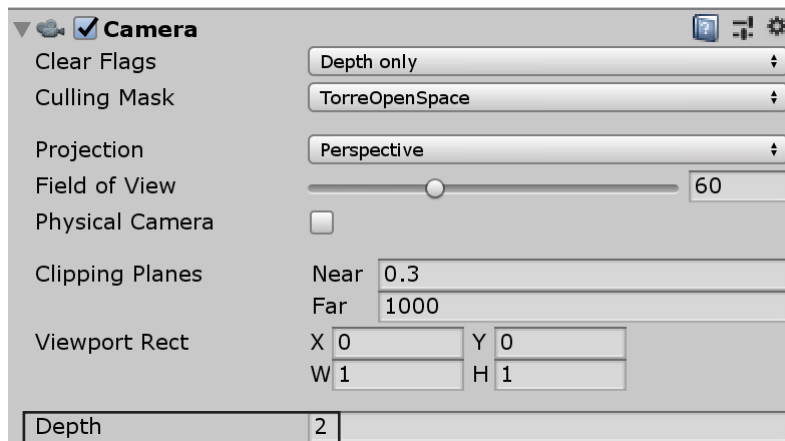 Camera
Clear Flags Depth only
Culling Mask TorreOpenSpace
Projection Perspective
Field of View 60
Physical Camera
Clipping Planes Near 0.3
Far 1000
Viewport Rect X 0 Y 0
W 1 H 1
Depth 2